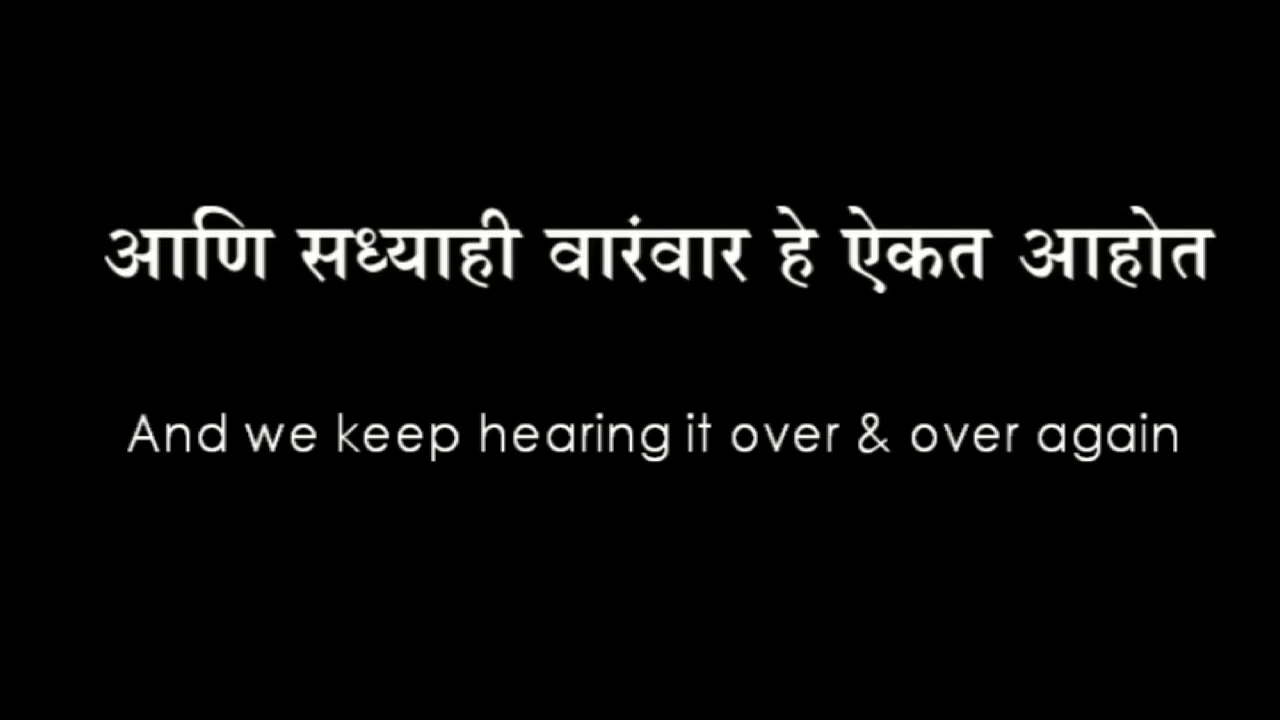 आणि सध्याही वारंवार हे ऐकत आहोत
And we keep hearing it over & over again